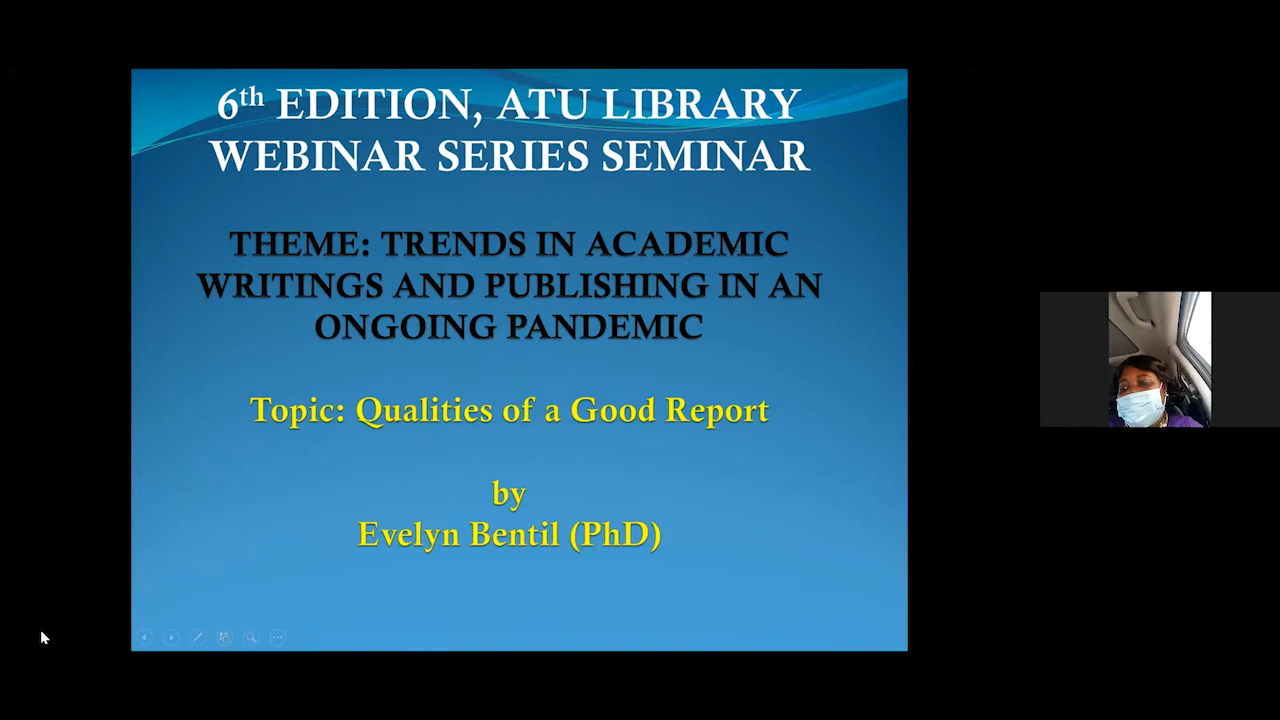 6th EDITION, ATU LIBRARY
WEBINAR SERIES SEMINAR
THEME: TRENDS IN ACADEMIC
WRITINGS AND PUBLISHING IN AN
ONGOING PANDEMIC
Topic: Qualities of a Good Report
by
Evelyn Bentil (PhD)